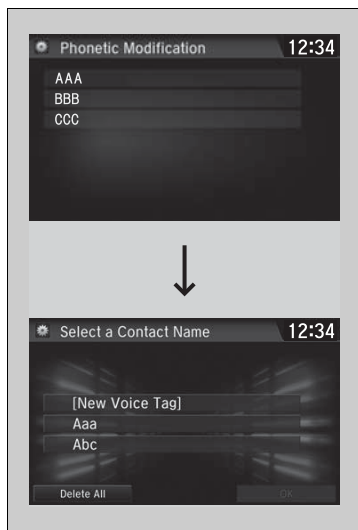 Phonetic Modification 12:34
AAA
BBB
CCC
Select a Contact Name 12:34
[New Voice Tag]
Aaa
Abc
Delete All OK